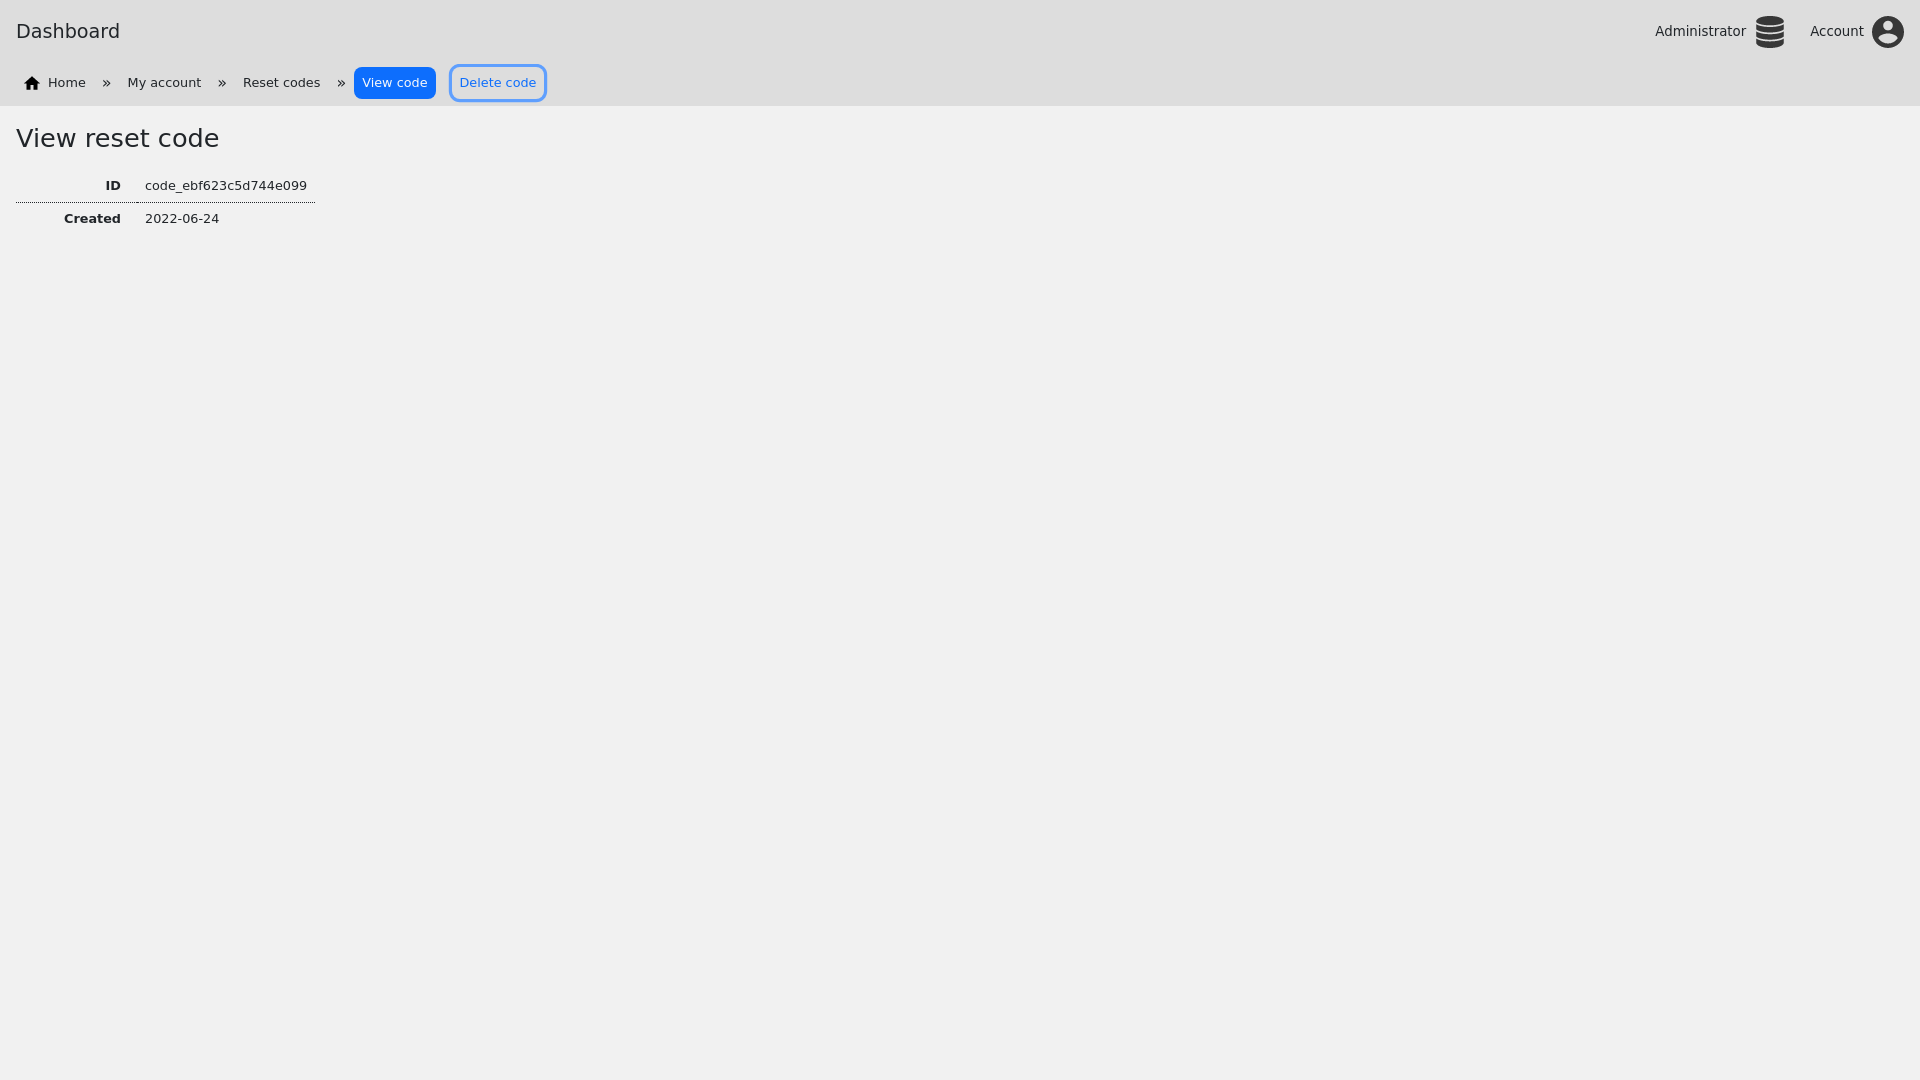 Dashboard
Administrator
Account
Home » My account » Reset codes » View code Delete code
View reset code
ID code_ebf623c5d744e099
Created 2022-06-24